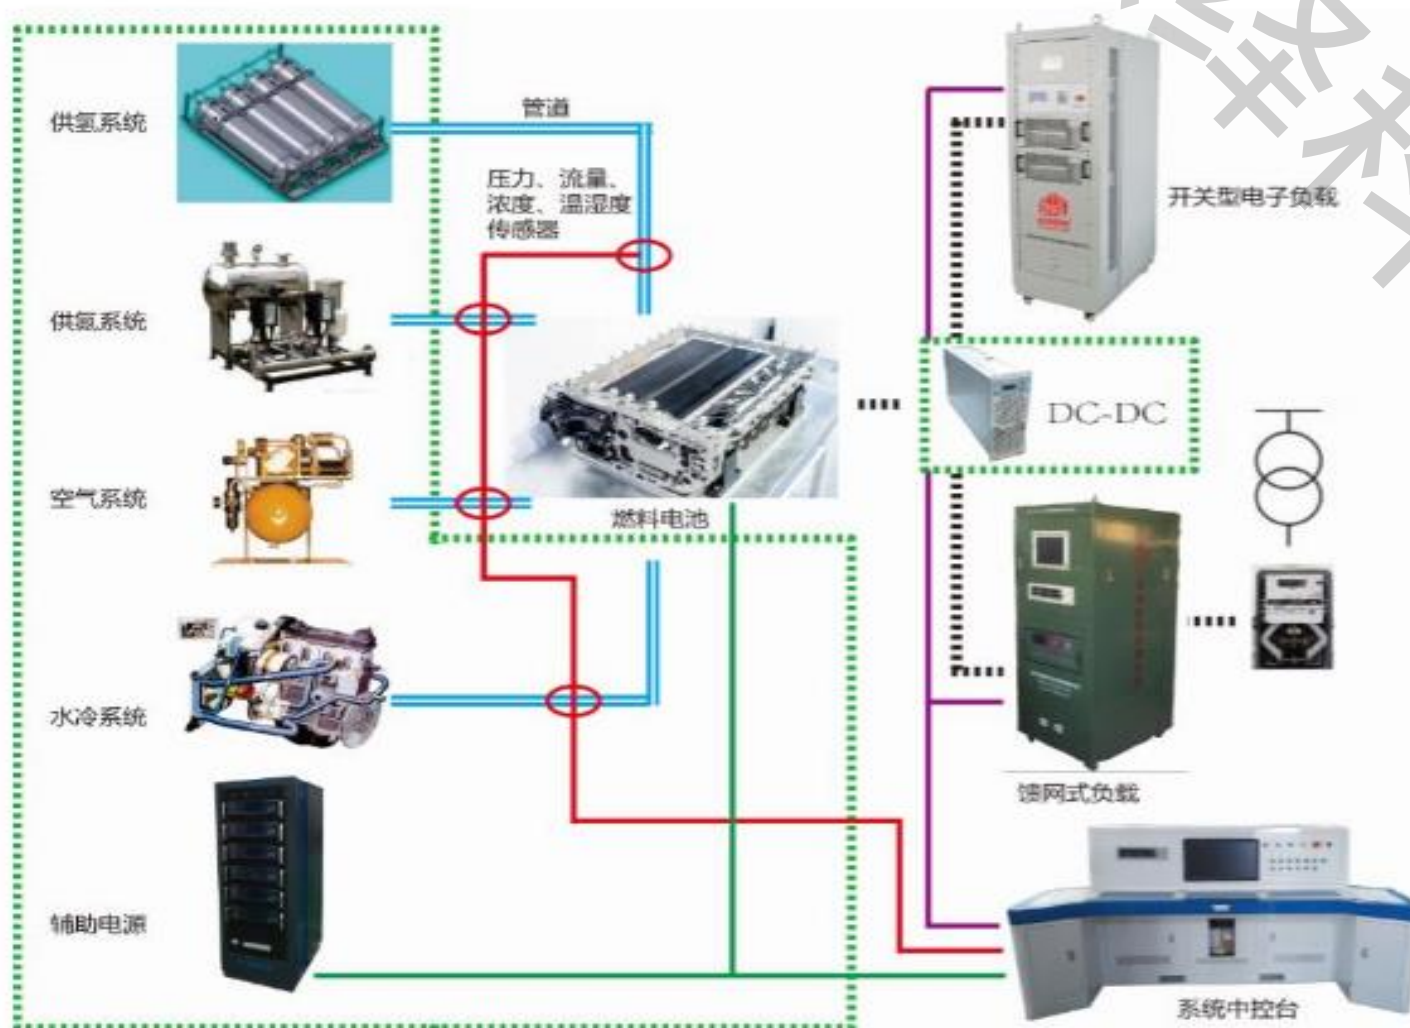 供氢系统
管道
压力、流量、
浓度、温湿度
传感器
开关型电子负载
供氮系统
DC-DC
空气系统
燃料电池
水冷系统
馈网式负载
辅助电源
系统中控台